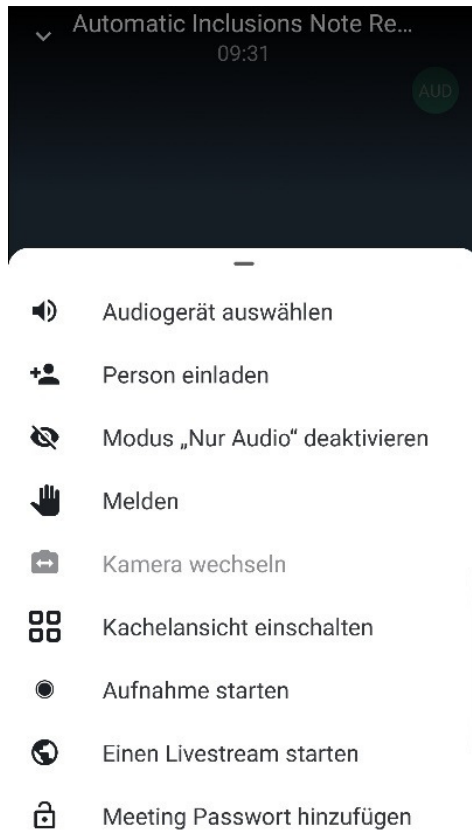 Automatic Inclusions Note Re...
09:31
AUD
Audiogerät auswählen
Person einladen
Modus „Nur Audio“ deaktivieren
Melden
Kamera wechseln
Kachelansicht einschalten
Aufnahme starten
Einen Livestream starten
Meeting Passwort hinzufügen